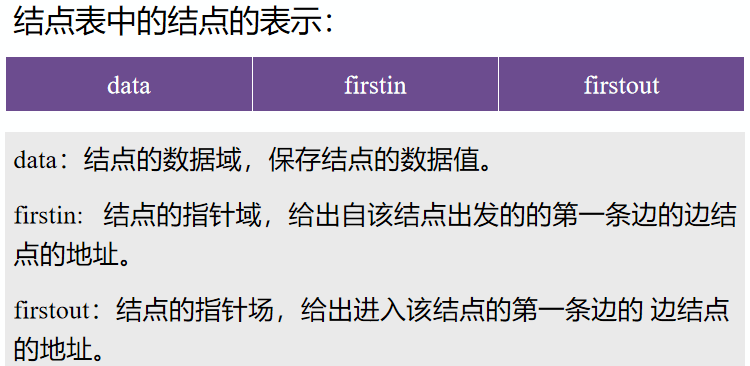 结点表中的结点的表示：
data firstin firstout
data：结点的数据域，保存结点的数据值。
firstin: 结点的指针域，给出自该结点出发的的第一条边的边结
点的地址。
firstout：结点的指针场，给出进入该结点的第一条边的 边结点
的地址。